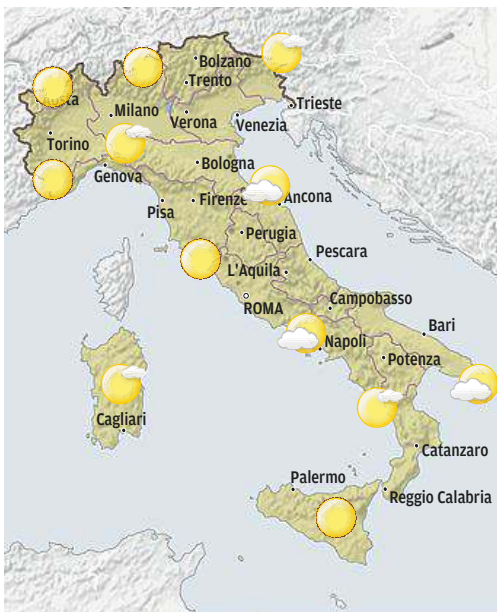 Bolzano
Trento
Trieste
Milano
Verona
Venezia
Torino
Bologna
Genova
Firenze
Ancona
Pisa
Perugia
Pescara
L'Aquila
Campobasso
ROMA
Bari
Napoli
Potenza
Cagliari
Catanzaro
Palermo
Reggio Calabria